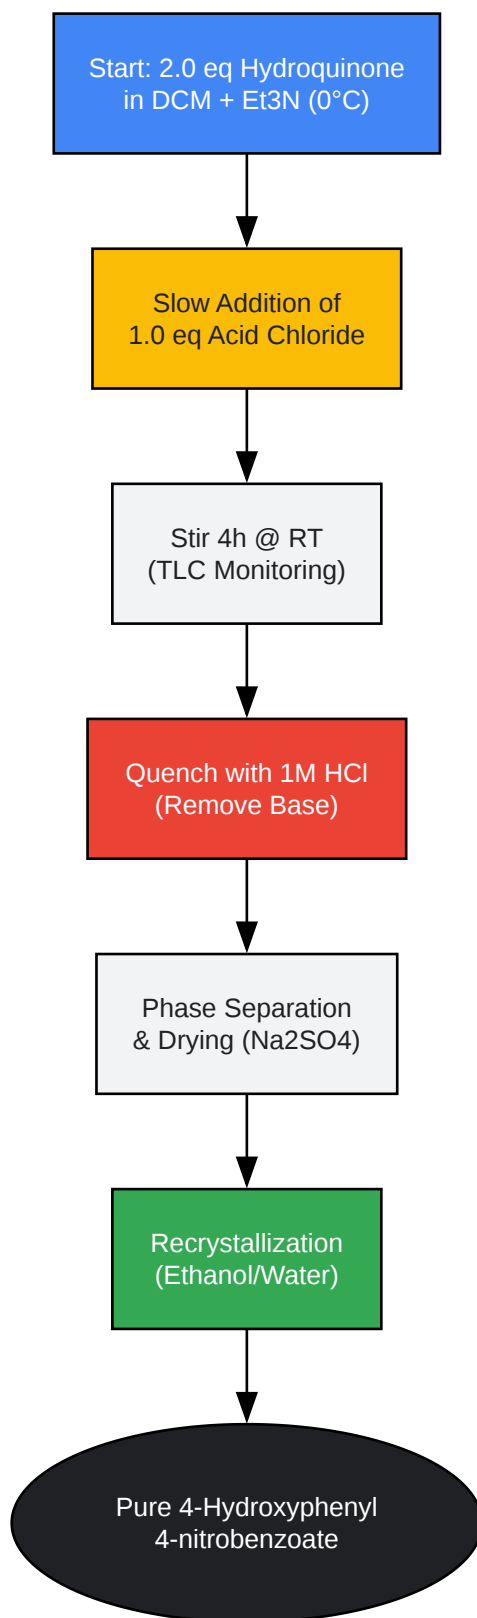 Start: 2.0 eq Hydroquinone
in DCM + Et3N (0°C)
Slow Addition of
1.0 eq Acid Chloride
Stir 4h @ RT
(TLC Monitoring)
Quench with 1M HCl
(Remove Base)
Phase Separation
& Drying (Na2SO4)
Recrystallization
(Ethanol/Water)
Pure 4-Hydroxyphenyl
4-nitrobenzoate